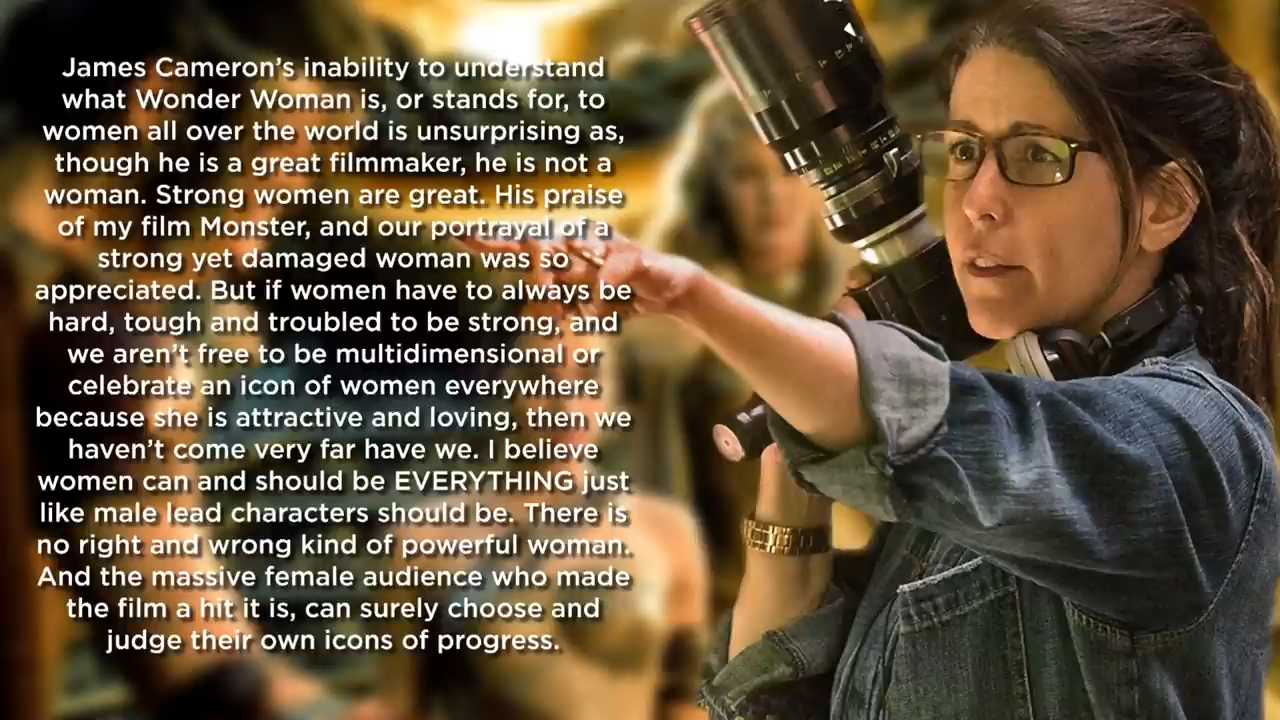 James Cameron’s inability to understand
what Wonder Woman is, or stands for, to
women all over the world is unsurprising as,
though he is a great filmmaker, he is not a
woman. Strong women are great. His praise
of my film Monster, and our portrayal of a
strong yet damaged woman was so
appreciated. But if women have to always be
hard, tough and troubled to be strong, and
we aren’t free to be multidimensional or
celebrate an icon of women everywhere
because she is attractive and loving, then we
haven’t come very far have we. I believe
women can and should be EVERYTHING just
like male lead characters should be. There is
no right and wrong kind of powerful woman.
And the massive female audience who made
the film a hit it is, can surely choose and
judge their own icons of progress.